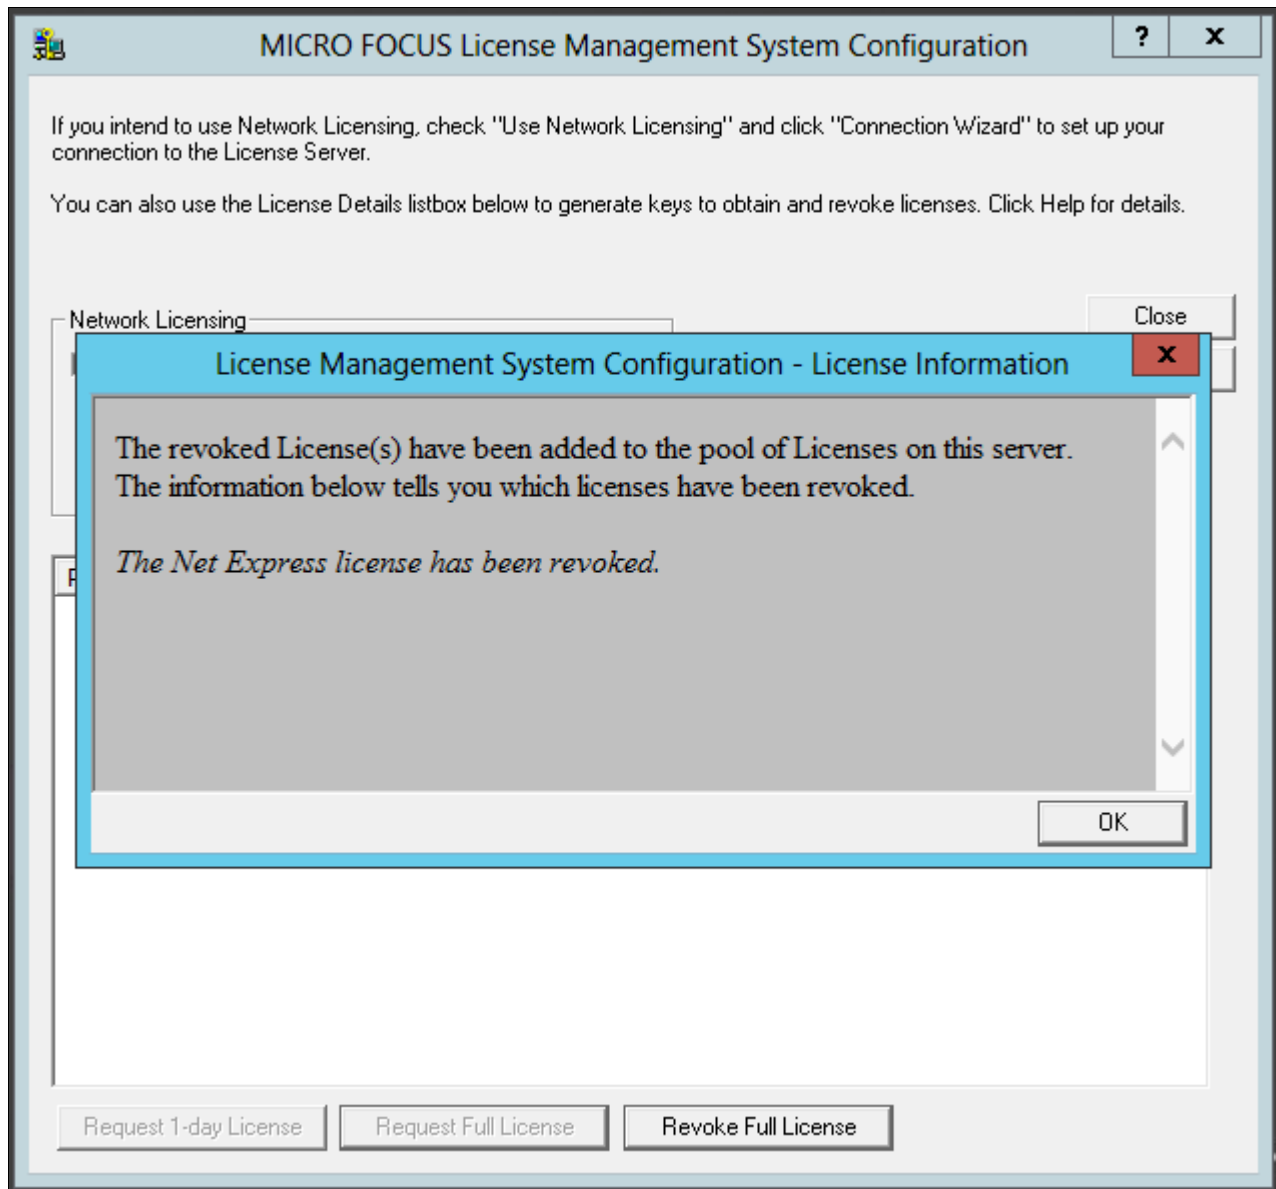 MICRO FOCUS License Management System Configuration
? x
If you intend to use Network Licensing, check "Use Network Licensing" and click "Connection Wizard" to set up your
connection to the License Server.
You can also use the License Details listbox below to generate keys to obtain and revoke licenses. Click Help for details.
Network Licensing
Close
License Management System Configuration - License Information
x
The revoked License(s) have been added to the pool of Licenses on this server.
The information below tells you which licenses have been revoked.
The Net Express license has been revoked.
OK
Request 1-day License
Request Full License
Revoke Full License